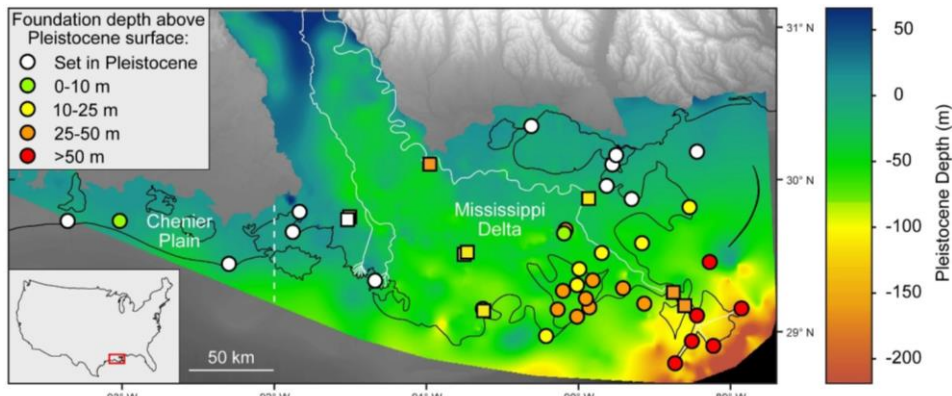 Foundation depth above
Pleistocene surface:
Set in Pleistocene
0-10 m
10-25 m
25-50 m
>50 m
Chenier
Plain
Mississippi
Delta
50 km
31° N
30° N
29° N
50
0
-50
-100
-150
-200
Pleistocene Depth (m)